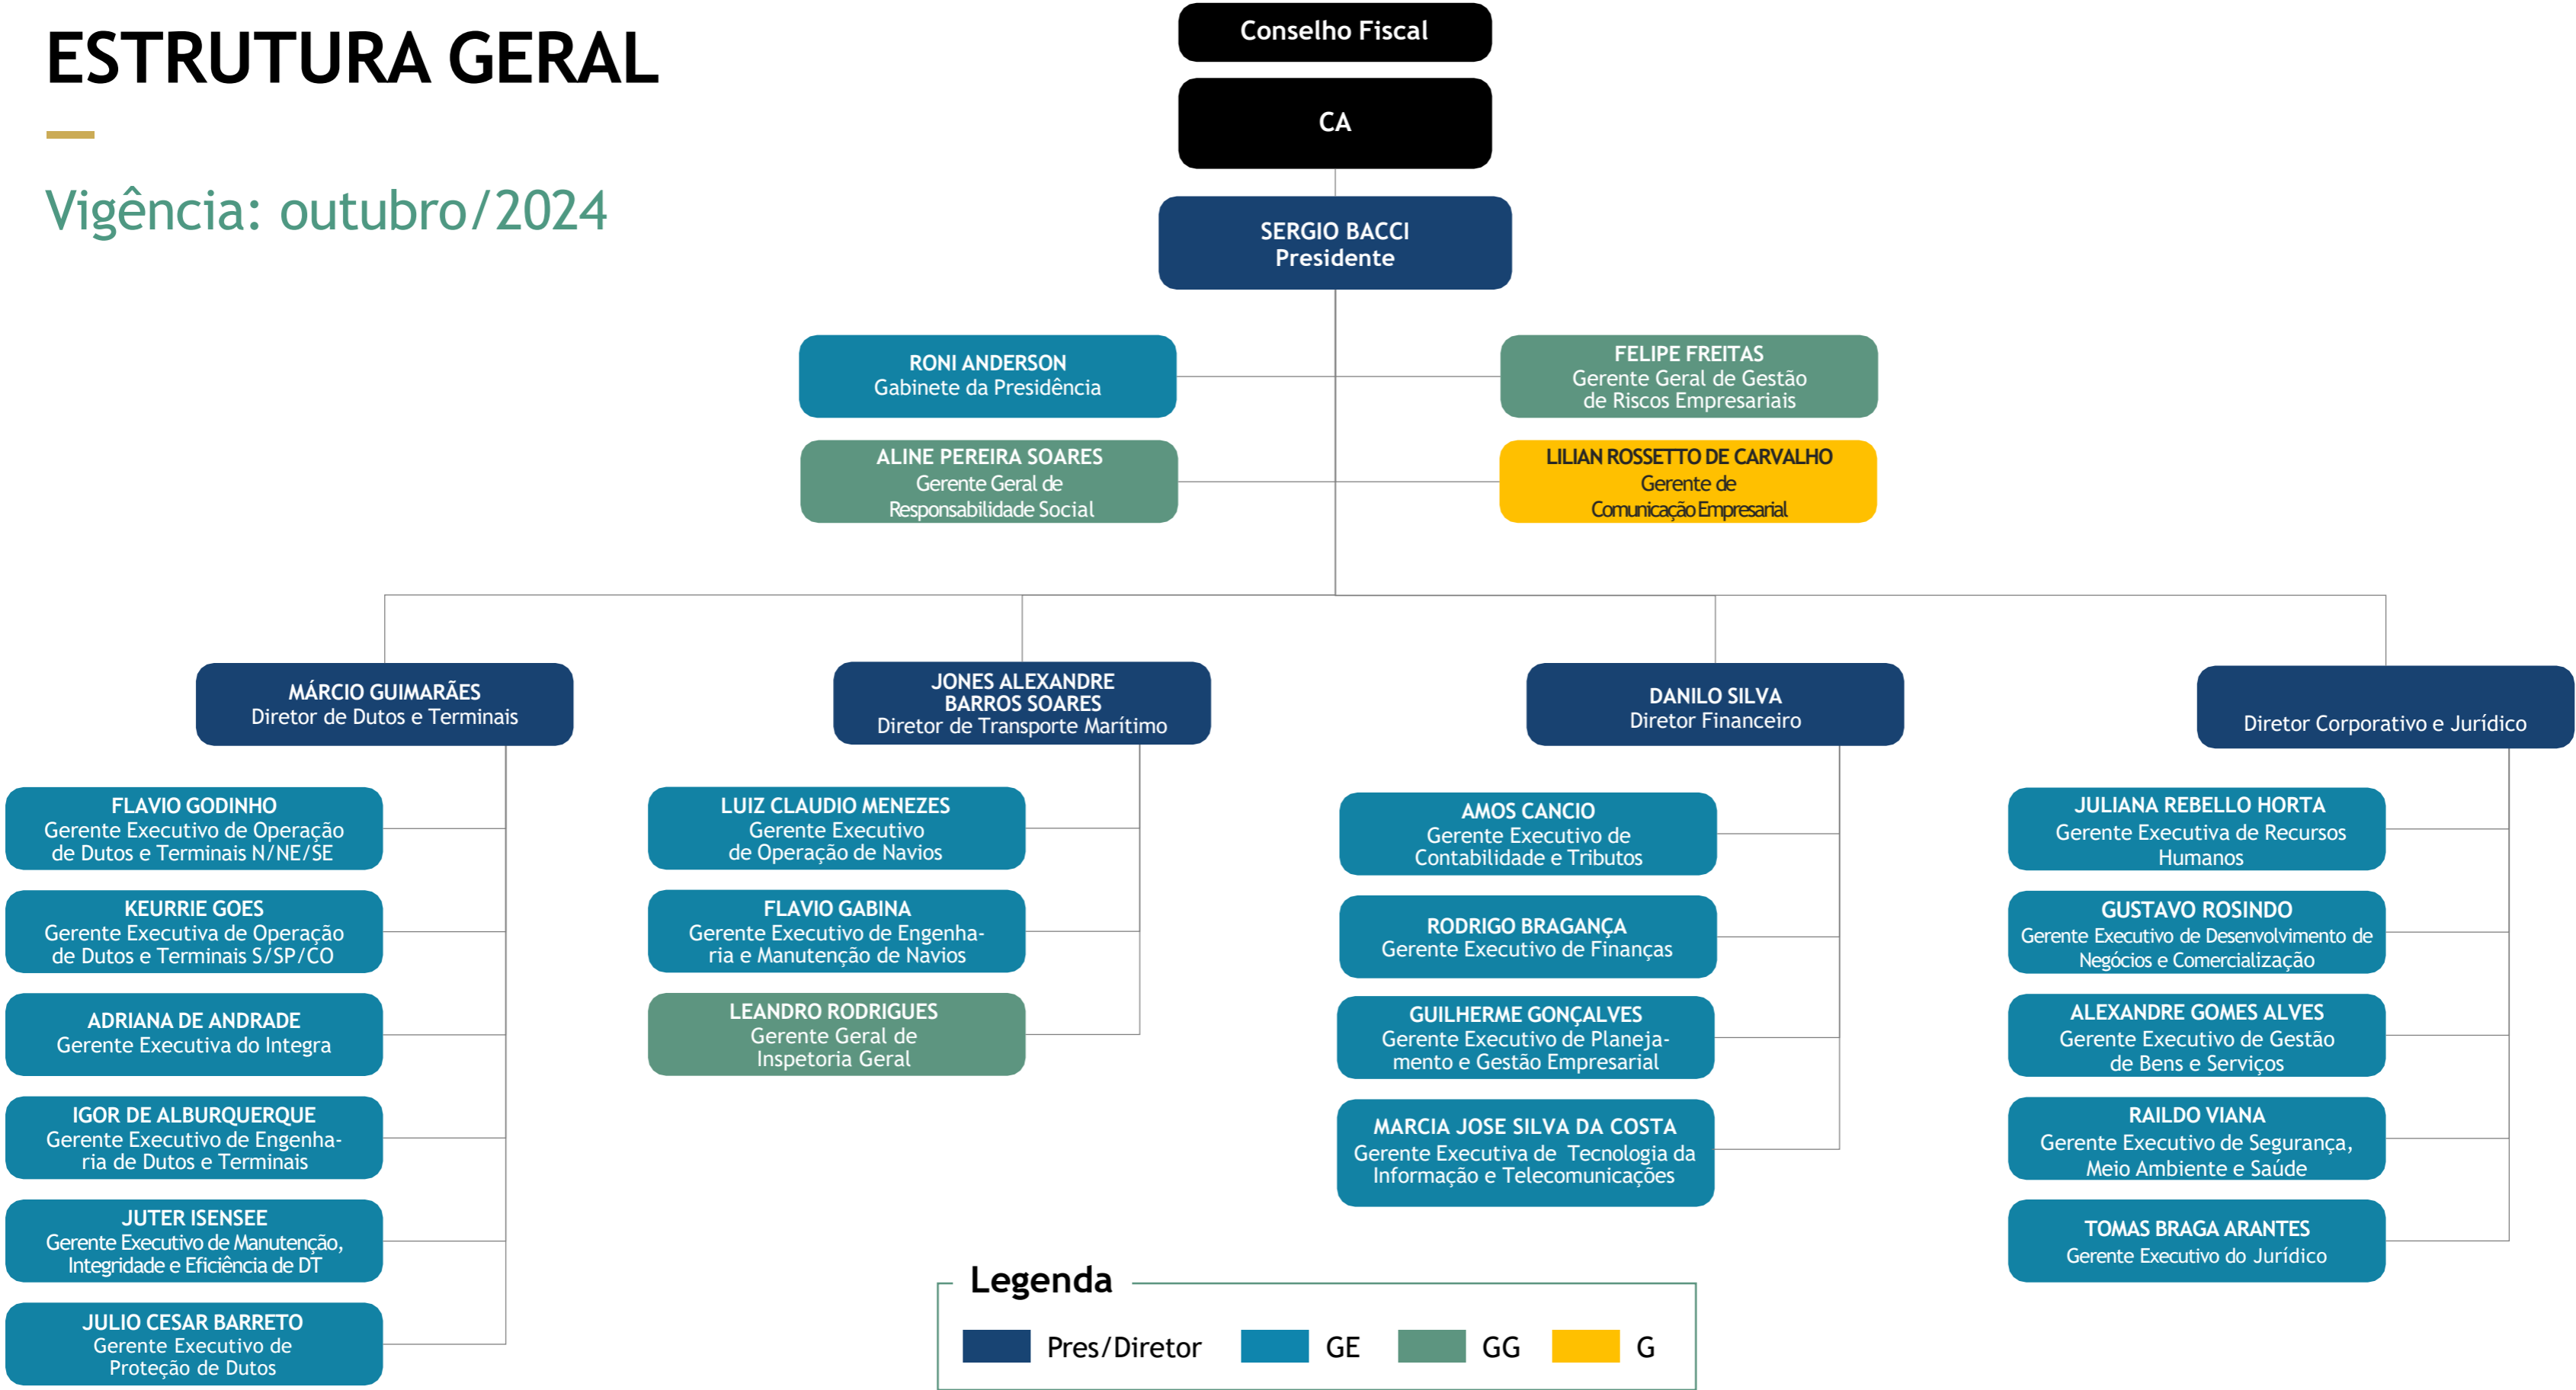 ESTRUTURA GERAL
Vigência: outubro/2024
Conselho Fiscal
CA
SERGIO BACCI
Presidente
RONI ANDERSON
Gabinete da Presidência
FELIPE FREITAS
Gerente Geral de Gestão
de Riscos Empresariais
ALINE PEREIRA SOARES
Gerente Geral de
Responsabilidade Social
LILIAN ROSSETTO DE CARVALHO
Gerente de
Comunicação Empresarial
MÁRCIO GUIMARÃES
Diretor de Dutos e Terminais
FLAVIO GODINHO
Gerente Executivo de Operação
de Dutos e Terminais N/NE/SE
KEURRIE GOES
Gerente Executiva de Operação
de Dutos e Terminais S/SP/CO
ADRIANA DE ANDRADE
Gerente Executiva do Integra
IGOR DE ALBURQUERQUE
Gerente Executivo de Engenha-
ria de Dutos e Terminais
JUTER ISENSEE
Gerente Executivo de Manutenção,
Integridade e Eficiência de DT
JULIO CESAR BARRETO
Gerente Executivo de
Proteção de Dutos
JONES ALEXANDRE
BARROS SOARES
Diretor de Transporte Marítimo
LUIZ CLAUDIO MENEZES
Gerente Executivo
de Operação de Navios
FLAVIO GABINA
Gerente Executivo de Engenha-
ria e Manutenção de Navios
LEANDRO RODRIGUES
Gerente Geral de
Inspetoria Geral
DANILO SILVA
Diretor Financeiro
AMOS CANCIO
Gerente Executivo de
Contabilidade e Tributos
RODRIGO BRAGANÇA
Gerente Executivo de Finanças
GUILHERME GONÇALVES
Gerente Executivo de Planeja-
mento e Gestão Empresarial
MARCIA JOSE SILVA DA COSTA
Gerente Executiva de Tecnologia da
Informação e Telecomunicações
Diretor Corporativo e Jurídico
JULIANA REBELLO HORTA
Gerente Executiva de Recursos
Humanos
GUSTAVO ROSINDO
Gerente Executivo de Desenvolvimento de
Negócios e Comercialização
ALEXANDRE GOMES ALVES
Gerente Executivo de Gestão
de Bens e Serviços
RAILDO VIANA
Gerente Executivo de Segurança,
Meio Ambiente e Saúde
TOMAS BRAGA ARANTES
Gerente Executivo do Jurídico
Legenda
Pres/Diretor
GE
GG
G